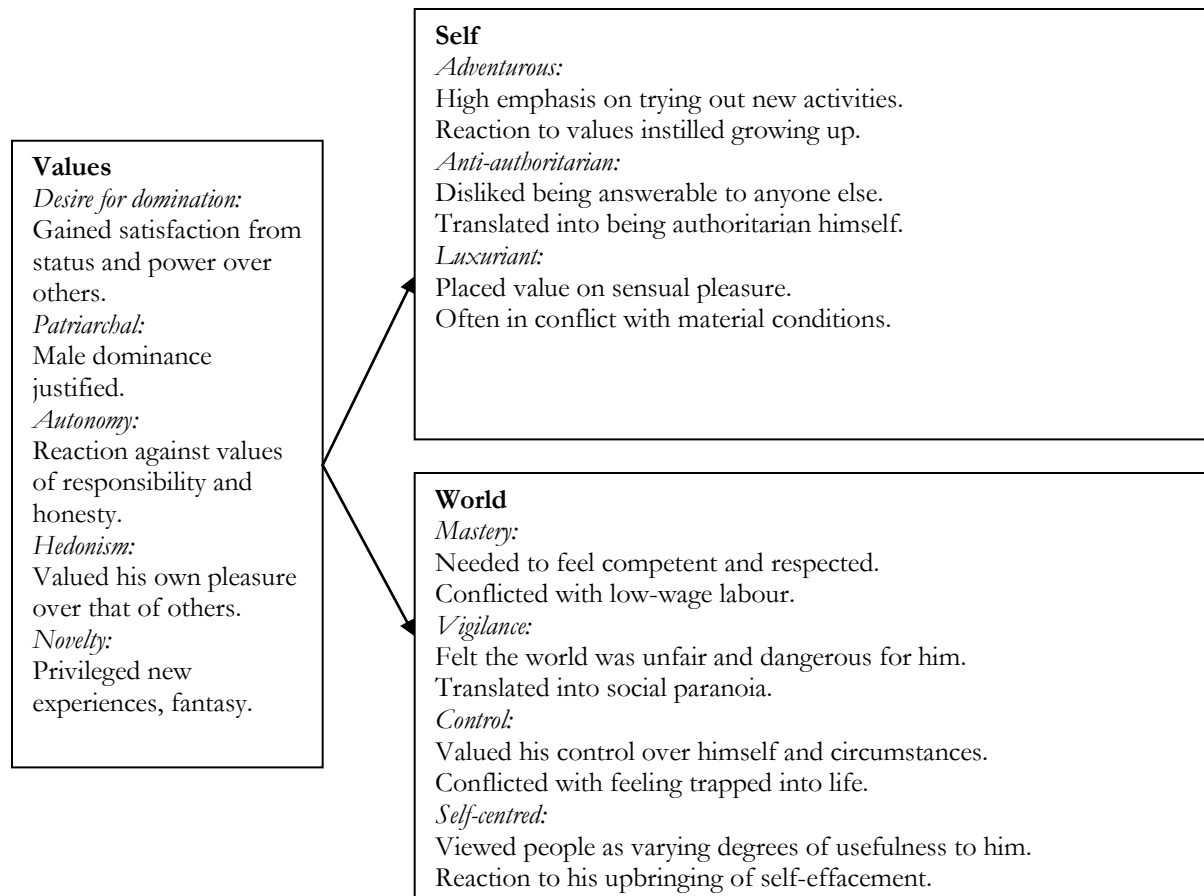 Values
Desire for domination:
Gained satisfaction from
status and power over
others.
Patriarchal:
Male dominance
justified.
Autonomy:
Reaction against values
of responsibility and
honesty.
Hedonism:
Valued his own pleasure
over that of others.
Novelty:
Privileged new
experiences, fantasy.
Self
Adventurous:
High emphasis on trying out new activities.
Reaction to values instilled growing up.
Anti-authoritarian:
Disliked being answerable to anyone else.
Translated into being authoritarian himself.
Luxuriant:
Placed value on sensual pleasure.
Often in conflict with material conditions.
World
Mastery:
Needed to feel competent and respected.
Conflicted with low-wage labour.
Vigilance:
Felt the world was unfair and dangerous for him.
Translated into social paranoia.
Control:
Valued his control over himself and circumstances.
Conflicted with feeling trapped into life.
Self-centred:
Viewed people as varying degrees of usefulness to him.
Reaction to his upbringing of self-effacement.